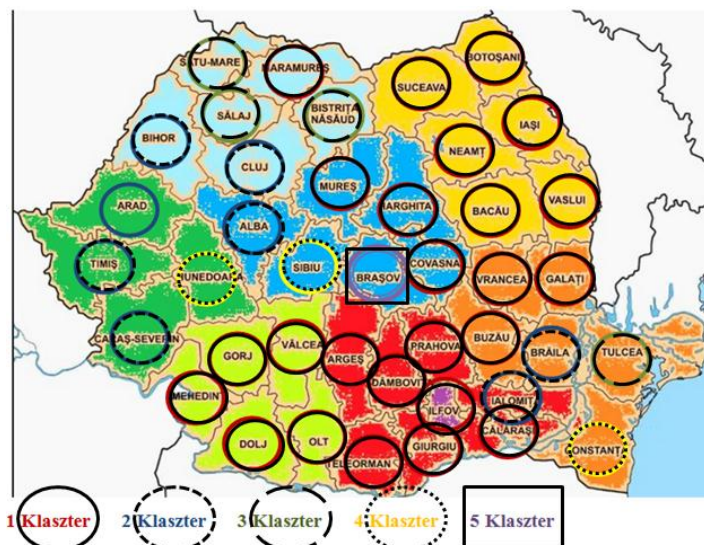 BOTOȘANI
SATU-MARE
MARAMUREȘ
SUCEAVA
SĂLAJ
BISTRIȚA
NĂSĂUD
IAȘI
BIHOR
NEAMȚ
CLUJ
MUREȘ
ARAD
HARGHITA
BACĂU
VASLUI
ALBA
TIMIȘ
HUNEDOARA
SIBIU
BRAȘOV
COVASNA
VRANCEA
GALAȚI
CARAȘ-SEVERIN
GORJ
VÂLCEA
ARGEȘ
PRAHOVA
BUZĂU
BRĂILA
TULCEA
DÂMBOVI
MEHEDIN
ILFOV
IALOMIȚ
CĂLĂRAȘ
DOLJ
OLT
TELEORMAN
GIURGIU
CONSTANȚ
1 Klaszter 2 Klaszter 3 Klaszter 4 Klaszter 5 Klaszter